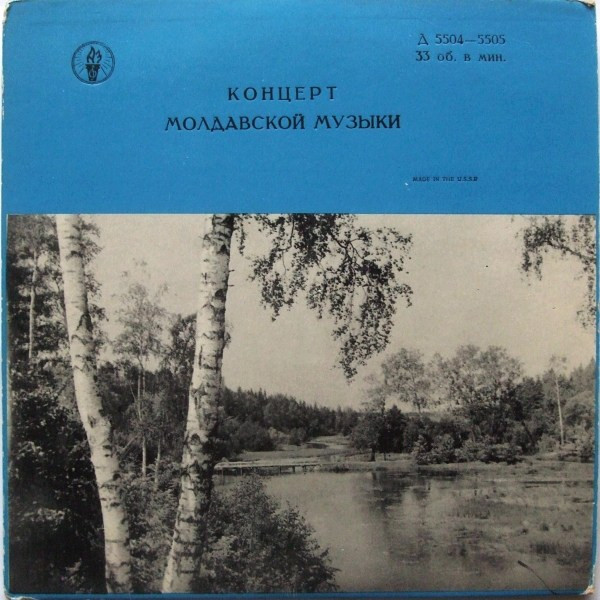 Д 5504—5505
33 об. в мин.
КОНЦЕРТ
МОЛДАВСКОЙ МУЗЫКИ
MADE IN THE U.S.S.R